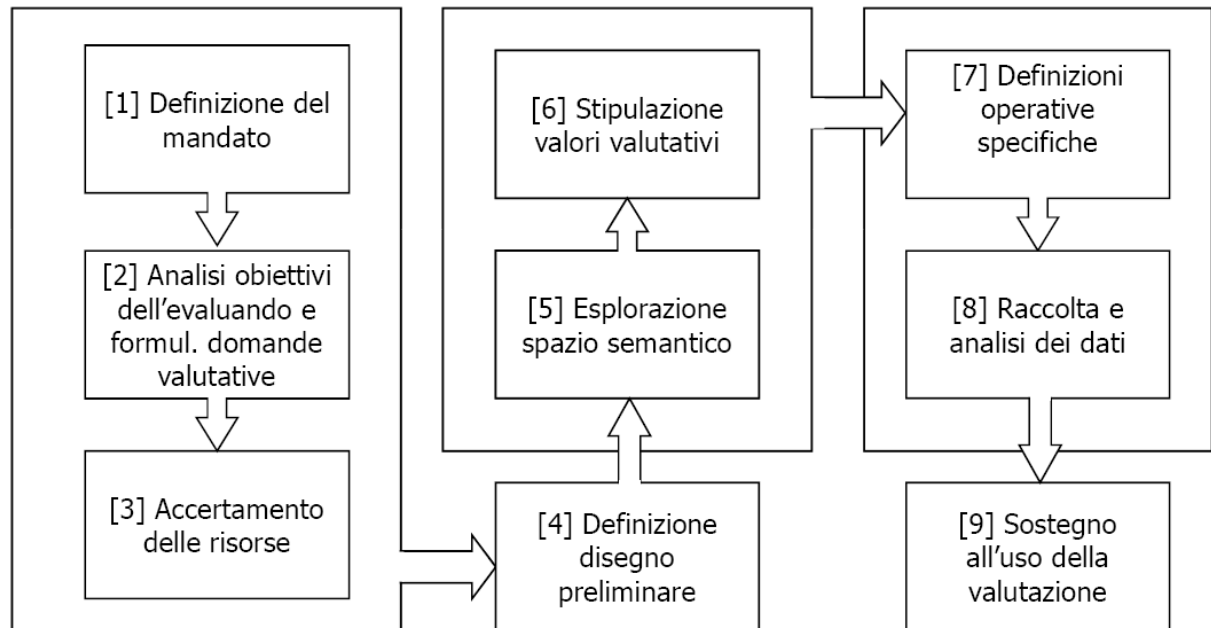 [1] Definizione del
mandato
[2] Analisi obiettivi
dell'evaluando e
formul. domande
valutative
[3] Accertamento
delle risorse
[4] Definizione
disegno
preliminare
[5] Esplorazione
spazio semantico
[6] Stipulazione
valori valutativi
[7] Definizioni
operative
specifiche
[8] Raccolta e
analisi dei dati
[9] Sostegno
all'uso della
valutazione